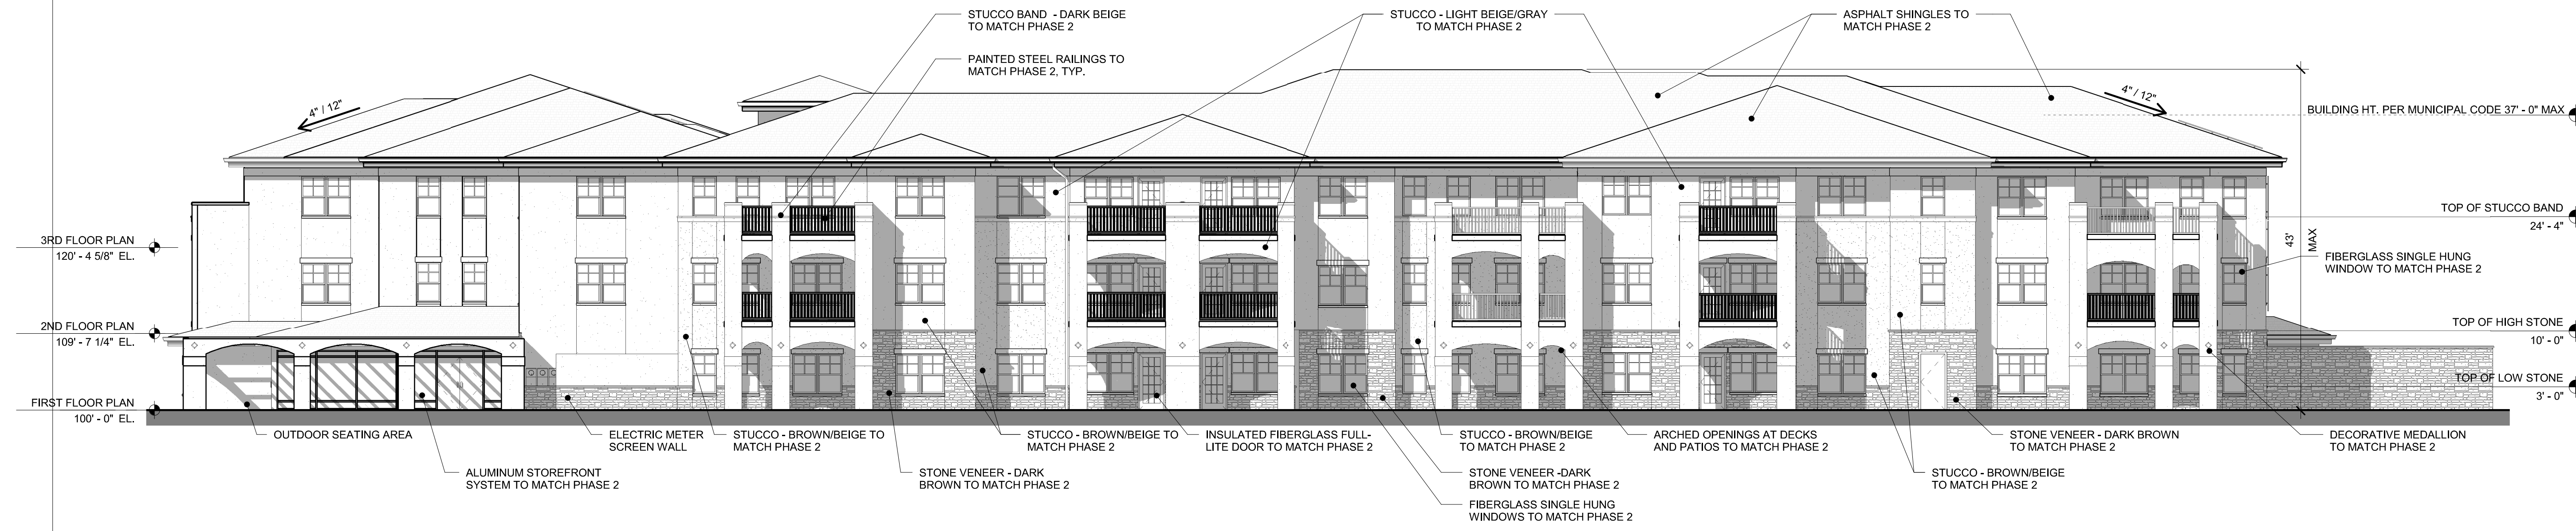 STUCCO BAND - DARK BEIGE
TO MATCH PHASE 2
STUCCO - LIGHT BEIGE/GRAY
TO MATCH PHASE 2
ASPHALT SHINGLES TO
MATCH PHASE 2
PAINTED STEEL RAILINGS TO
MATCH PHASE 2, TYP.
4" / 12"
4" / 12"
BUILDING HT. PER MUNICIPAL CODE 37' - 0" MAX
TOP OF STUCCO BAND
24' - 4"
3RD FLOOR PLAN
120' - 4 5/8" EL.
43'
MAX
FIBERGLASS SINGLE HUNG
WINDOW TO MATCH PHASE 2
2ND FLOOR PLAN
109' - 7 1/4" EL.
TOP OF HIGH STONE
10' - 0"
TOP OF LOW STONE
3' - 0"
FIRST FLOOR PLAN
100' - 0" EL.
OUTDOOR SEATING AREA
ELECTRIC METER
SCREEN WALL
STUCCO - BROWN/BEIGE TO
MATCH PHASE 2
STUCCO - BROWN/BEIGE TO
MATCH PHASE 2
INSULATED FIBERGLASS FULL-
LITE DOOR TO MATCH PHASE 2
STUCCO - BROWN/BEIGE
TO MATCH PHASE 2
ARCHED OPENINGS AT DECKS
AND PATIOS TO MATCH PHASE 2
STONE VENEER - DARK BROWN
TO MATCH PHASE 2
DECORATIVE MEDALLION
TO MATCH PHASE 2
ALUMINUM STOREFRONT
SYSTEM TO MATCH PHASE 2
STONE VENEER - DARK
BROWN TO MATCH PHASE 2
STONE VENEER -DARK
BROWN TO MATCH PHASE 2
STUCCO - BROWN/BEIGE
TO MATCH PHASE 2
FIBERGLASS SINGLE HUNG
WINDOWS TO MATCH PHASE 2